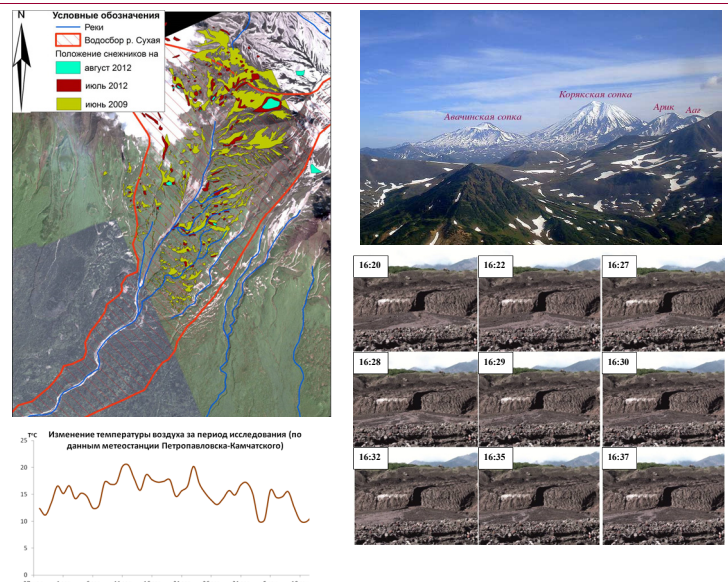 N
Условные обозначения
Реки
Водосбор р. Сухая
Положение снежников на
август 2012
июль 2012
июнь 2009
Корякская сопка
Авачинская сопка
Арик
Ааг
16:20
16:22
16:27
16:28
16:29
16:30
16:32
16:35
16:37
T°C
Изменение температуры воздуха за период исследования (по
данным метеостанции Петропавловска-Камчатского)
25
20
15
10
5
0